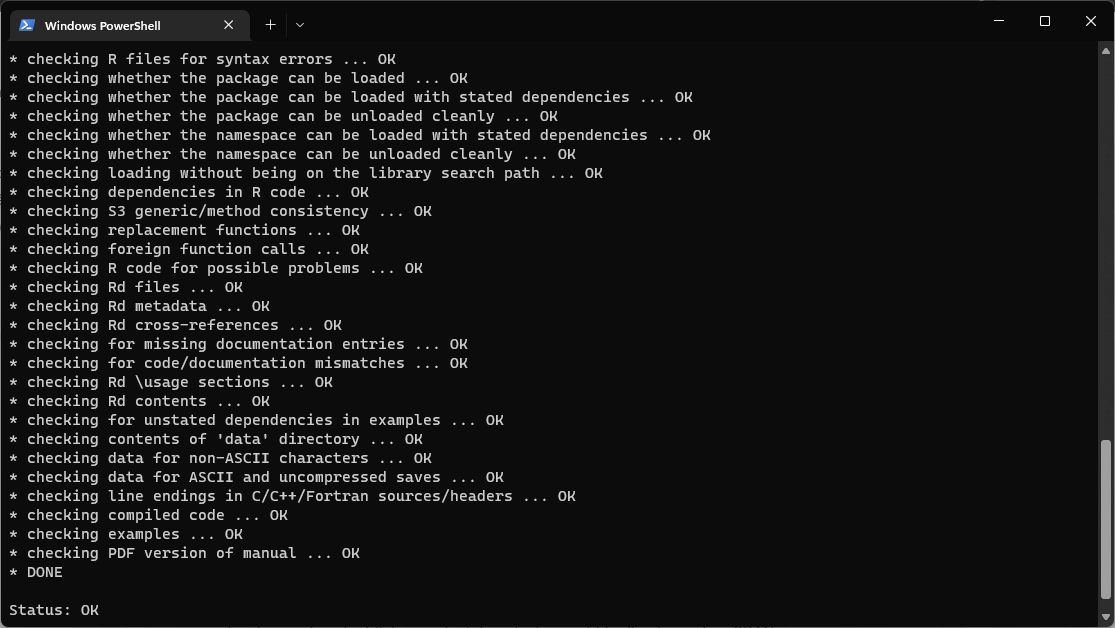 Windows PowerShell
* checking R files for syntax errors ... OK
* checking whether the package can be loaded ... OK
* checking whether the package can be loaded with stated dependencies ... OK
* checking whether the package can be unloaded cleanly ... OK
* checking whether the namespace can be loaded with stated dependencies ... OK
* checking whether the namespace can be unloaded cleanly ... OK
* checking loading without being on the library search path ... OK
* checking dependencies in R code ... OK
* checking S3 generic/method consistency ... OK
* checking replacement functions ... OK
* checking foreign function calls ... OK
* checking R code for possible problems ... OK
* checking Rd files ... OK
* checking Rd metadata ... OK
* checking Rd cross-references ... OK
* checking for missing documentation entries ... OK
* checking for code/documentation mismatches ... OK
* checking Rd \usage sections ... OK
* checking Rd contents ... OK
* checking for unstated dependencies in examples ... OK
* checking contents of 'data' directory ... OK
* checking data for non-ASCII characters ... OK
* checking data for ASCII and uncompressed saves ... OK
* checking line endings in C/C++/Fortran sources/headers ... OK
* checking compiled code ... OK
* checking examples ... OK
* checking PDF version of manual ... OK
* DONE
Status: OK